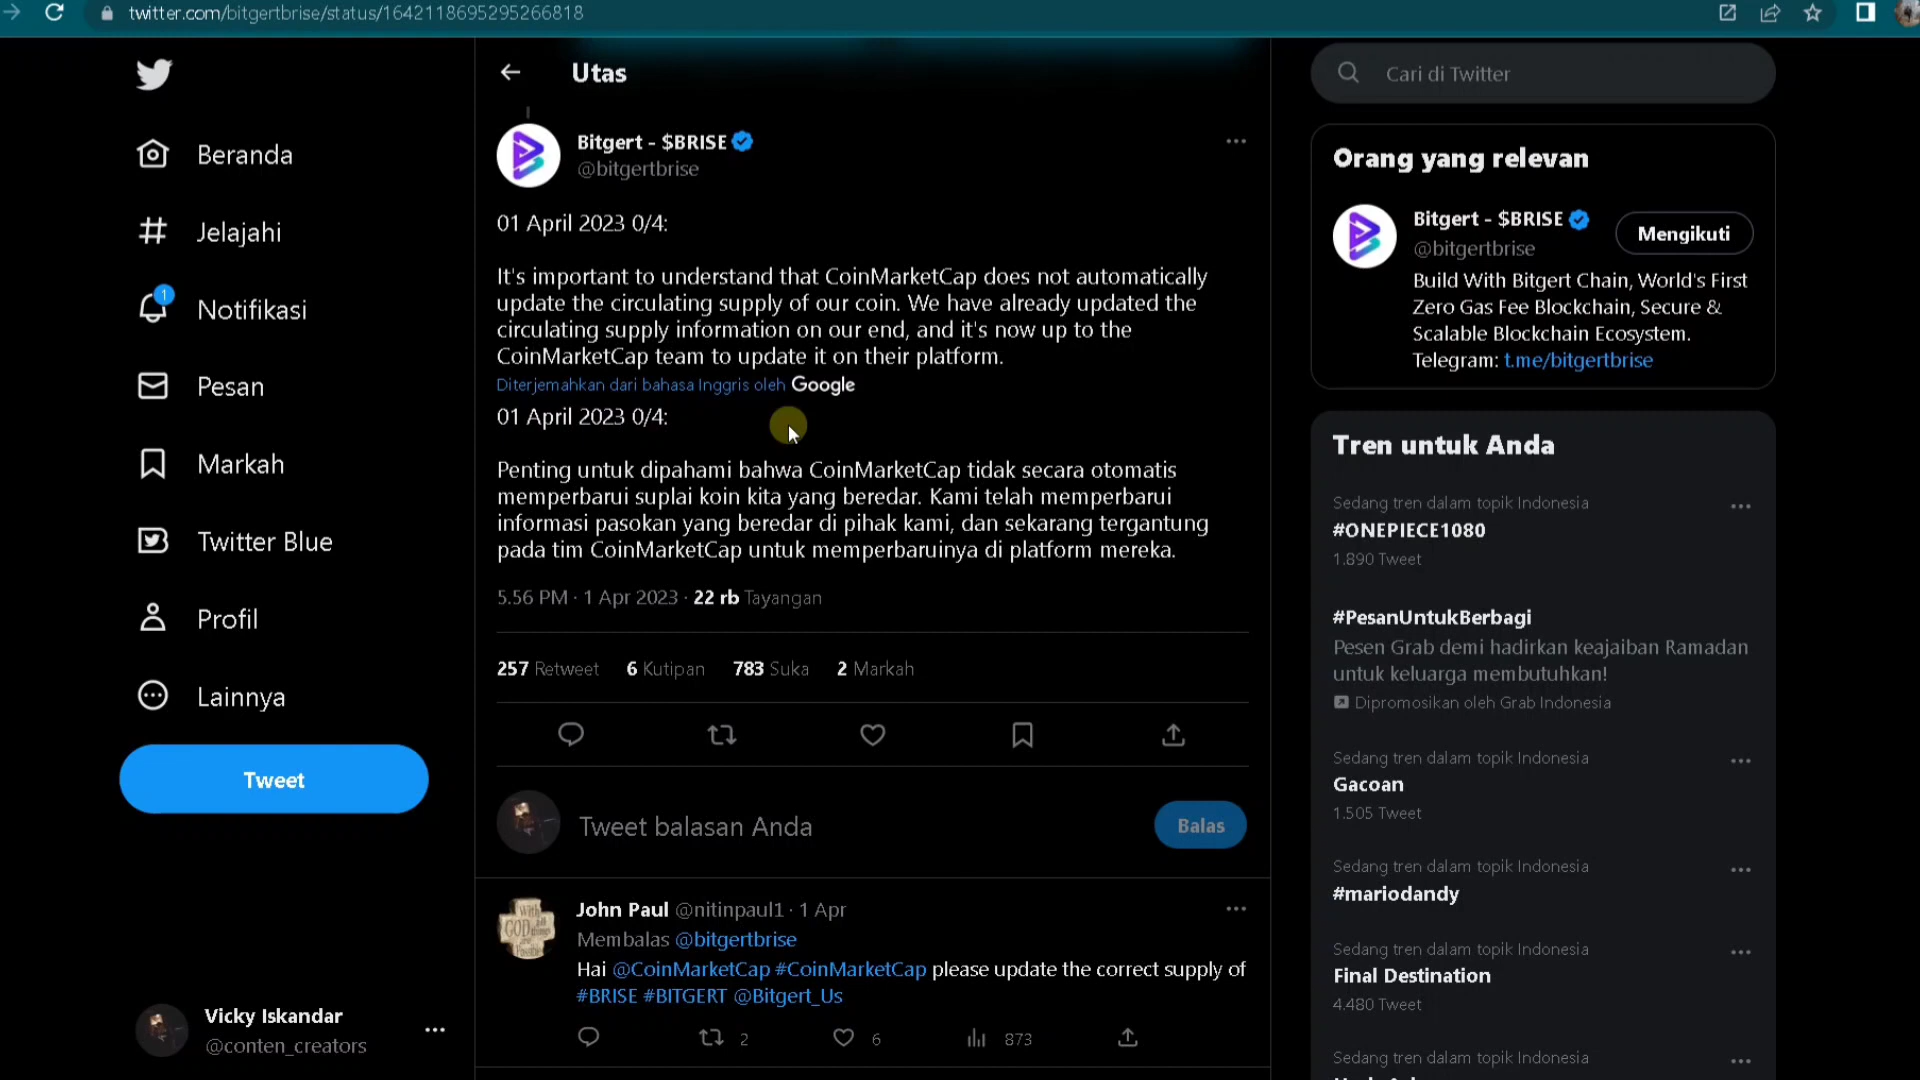 twitter.com/bitgertbrise/status/1642118695295266818
Beranda
Jelajahi
1
Notifikasi
Pesan
Markah
Twitter Blue
Profil
Lainnya
Tweet
Vicky Iskandar
@conten_creators
Utas
Bitgert - $BRISE
@bitgertbrise
01 April 2023 0/4:
It's important to understand that CoinMarketCap does not automatically
update the circulating supply of our coin. We have already updated the
circulating supply information on our end, and it's now up to the
CoinMarketCap team to update it on their platform.
Diterjemahkan dari bahasa Inggris oleh Google
01 April 2023 0/4:
Penting untuk dipahami bahwa CoinMarketCap tidak secara otomatis
memperbarui suplai koin kita yang beredar. Kami telah memperbarui
informasi pasokan yang beredar di pihak kami, dan sekarang tergantung
pada tim CoinMarketCap untuk memperbaruinya di platform mereka.
5.56 PM · 1 Apr 2023 · 22 rb Tayangan
257 Retweet 6 Kutipan 783 Suka 2 Markah
Tweet balasan Anda
Balas
John Paul @nitinpaul1 · 1 Apr
Membalas @bitgertbrise
Hai @CoinMarketCap #CoinMarketCap please update the correct supply of
#BRISE #BITGERT @Bitgert_Us
2 6 873
Cari di Twitter
Orang yang relevan
Bitgert - $BRISE
@bitgertbrise
Mengikuti
Build With Bitgert Chain, World's First
Zero Gas Fee Blockchain, Secure &
Scalable Blockchain Ecosystem.
Telegram: t.me/bitgertbrise
Tren untuk Anda
Sedang tren dalam topik Indonesia
#ONEPIECE1080
1.890 Tweet
#PesanUntukBerbagi
Pesen Grab demi hadirkan keajaiban Ramadan
untuk keluarga membutuhkan!
Dipromosikan oleh Grab Indonesia
Sedang tren dalam topik Indonesia
Gacoan
1.505 Tweet
Sedang tren dalam topik Indonesia
#mariodandy
Sedang tren dalam topik Indonesia
Final Destination
4.480 Tweet
Sedang tren dalam topik Indonesia